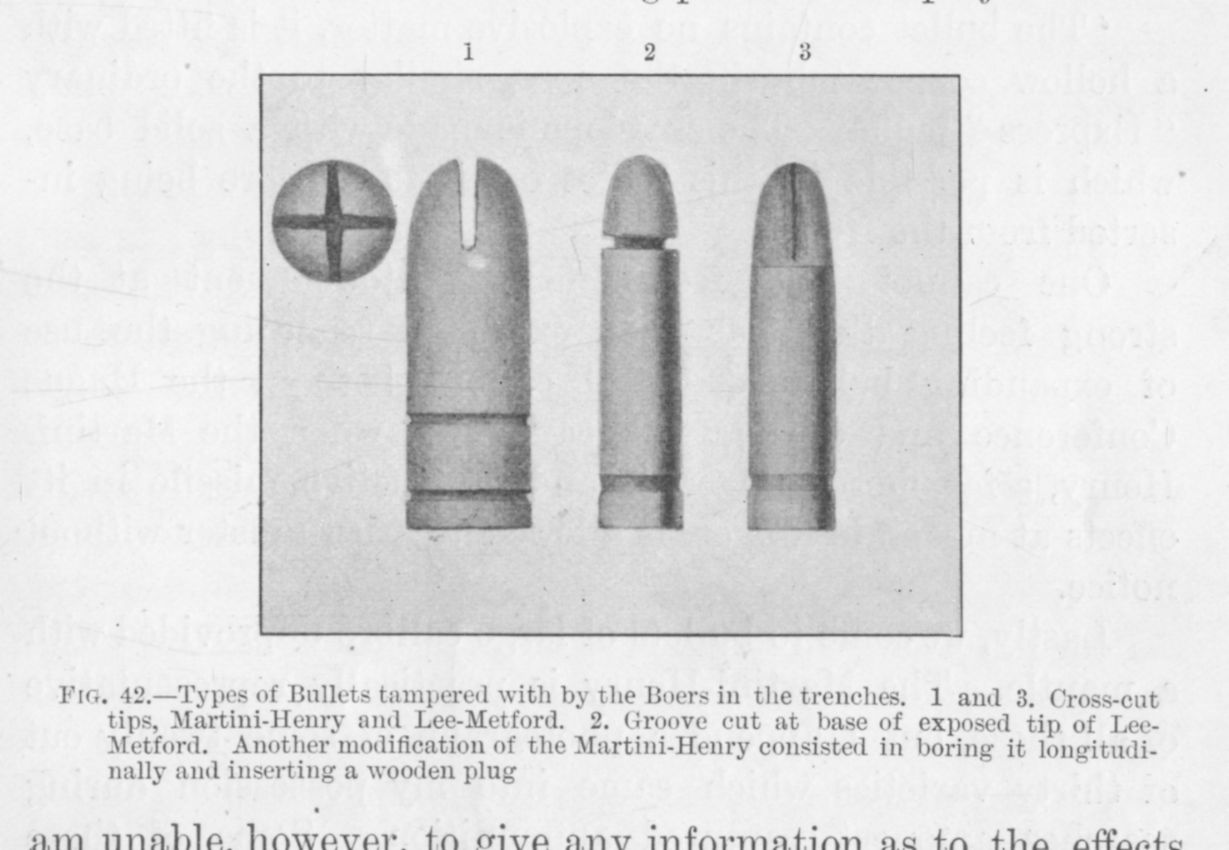 1 2 3
FIG. 42.—Types of Bullets tampered with by the Boers in the trenches. 1 and 3. Cross-cut
tips, Martini-Henry and Lee-Metford. 2. Groove cut at base of exposed tip of Lee-
Metford. Another modification of the Martini-Henry consisted in boring it longitudi-
nally and inserting a wooden plug
am unable, however, to give any information as to the effects